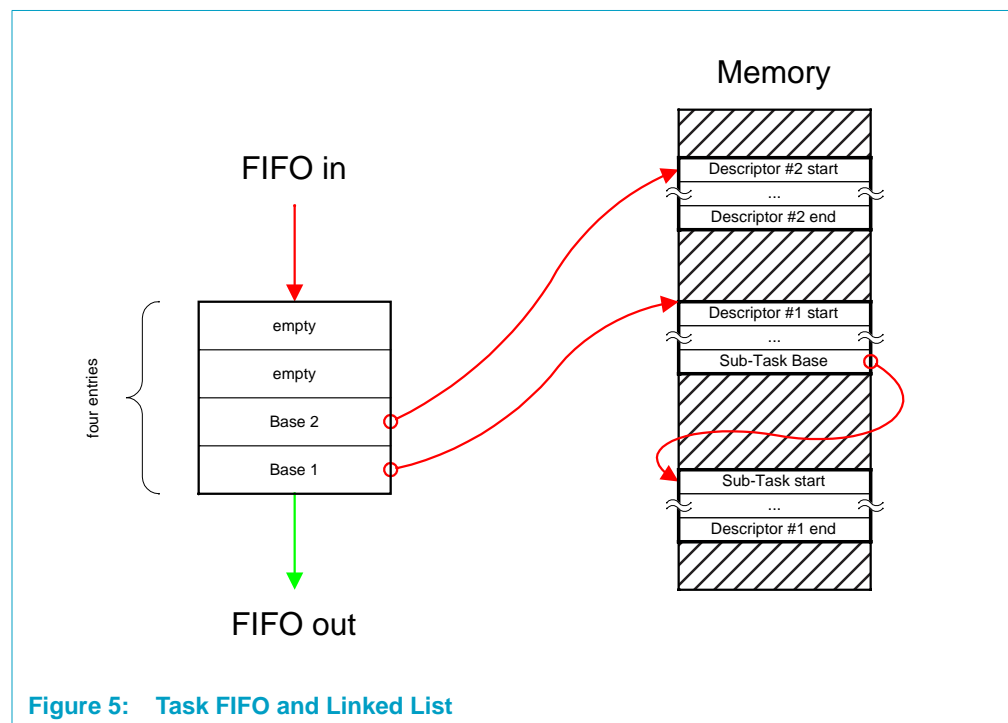 Memory
Descriptor #2 start
...
Descriptor #2 end
Descriptor #1 start
...
Sub-Task Base
Sub-Task start
...
Descriptor #1 end
FIFO in
four entries
empty
empty
Base 2
Base 1
FIFO out
Figure 5: Task FIFO and Linked List